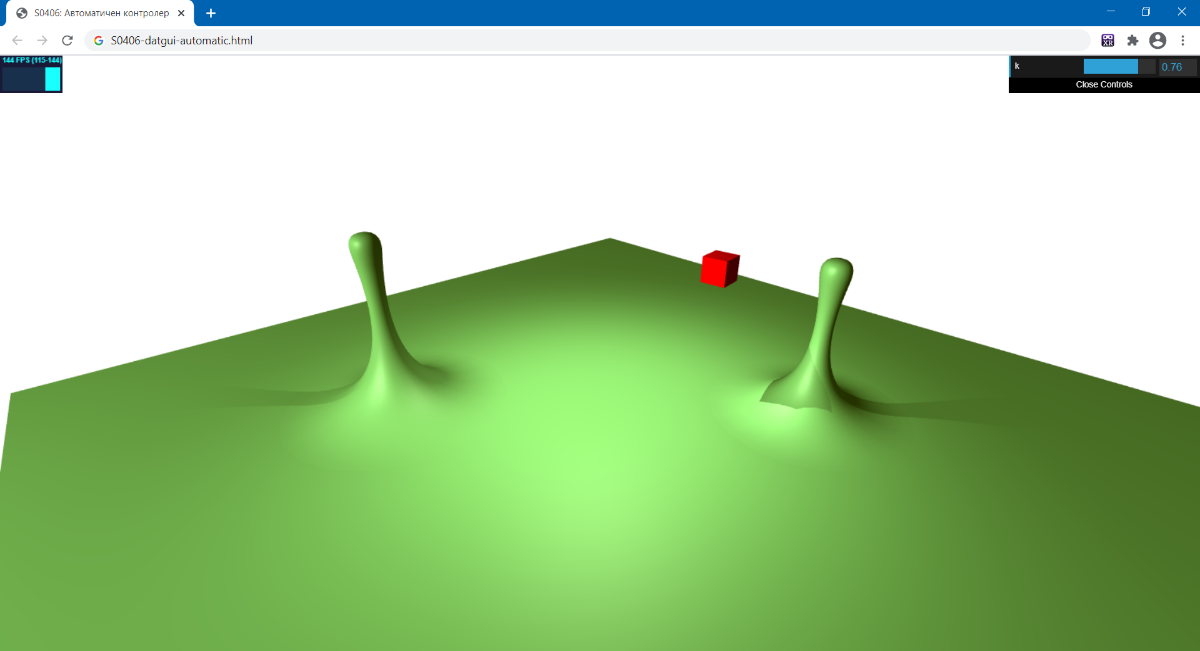 S0406: Автоматичен контролер
S0406-datgui-automatic.html
144 FPS (115-144)
k
0.76
Close Controls